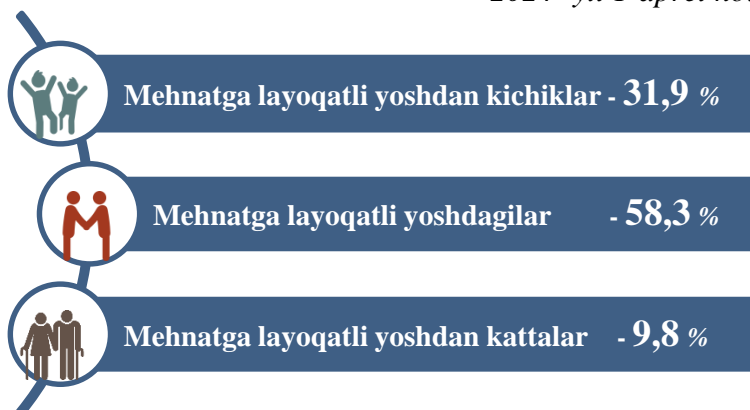 Mehnatga layoqatli yoshdan kichiklar - 31,9 %
Mehnatga layoqatli yoshdagilar - 58,3 %
Mehnatga layoqatli yoshdan kattalar - 9,8 %